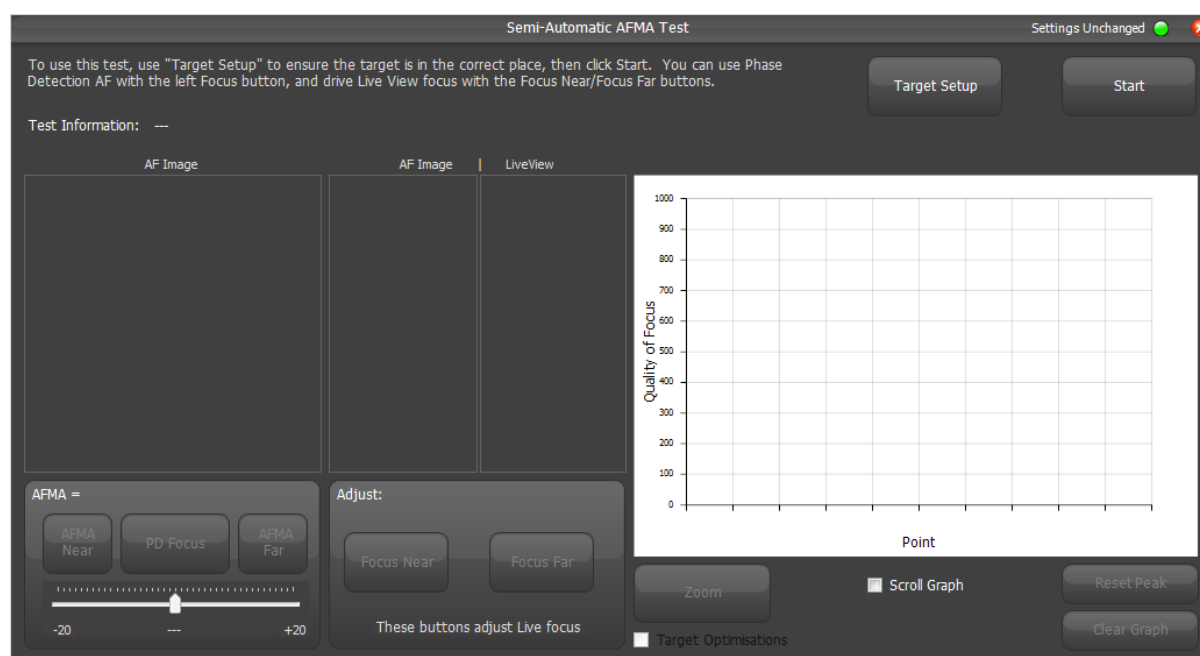 Semi-Automatic AFMA Test
Settings Unchanged
To use this test, use "Target Setup" to ensure the target is in the correct place, then click Start. You can use Phase
Detection AF with the left Focus button, and drive Live View focus with the Focus Near/Focus Far buttons.
Target Setup
Start
Test Information: ---
AF Image
AF Image | LiveView
1000
900
800
700
600
500
400
300
200
100
0
Quality of Focus
Point
AFMA =
AFMA
Near
PD Focus
AFMA
Far
-20
---
+20
Adjust:
Focus Near
Focus Far
These buttons adjust Live focus
Zoom
Scroll Graph
Reset Peak
Target Optimisations
Clear Graph